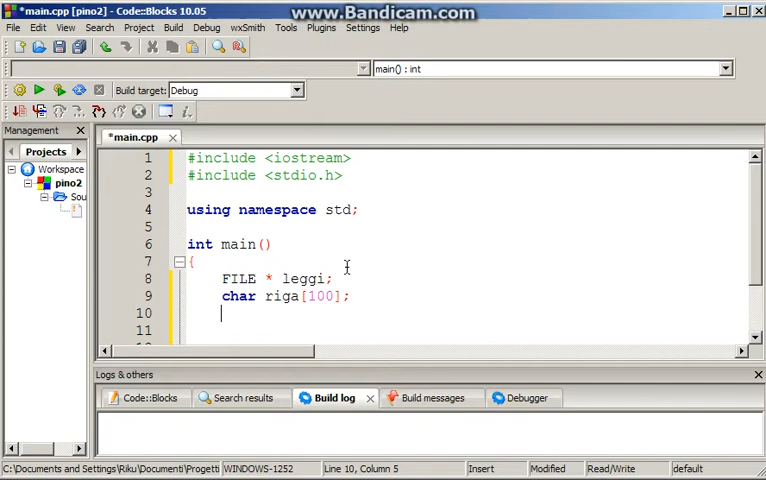 *main.cpp [pino2] - Code::Blocks 10.05
www.Bandicam.com
File Edit View Search Project Build Debug wxSmith Tools Plugins Settings Help
main() : int
Build target: Debug
Management
*main.cpp
Projects
Workspace
pino2
Sou
1 #include <iostream>
2 #include <stdio.h>
3
4 using namespace std;
5
6 int main()
7 {
8 FILE * leggi;
9 char riga[100];
10
11
Logs & others
Code::Blocks Search results Build log Build messages Debugger
C:\Documents and Settings\Riku\Documenti\Progetti WINDOWS-1252 Line 10, Column 5 Insert Modified Read/Write default